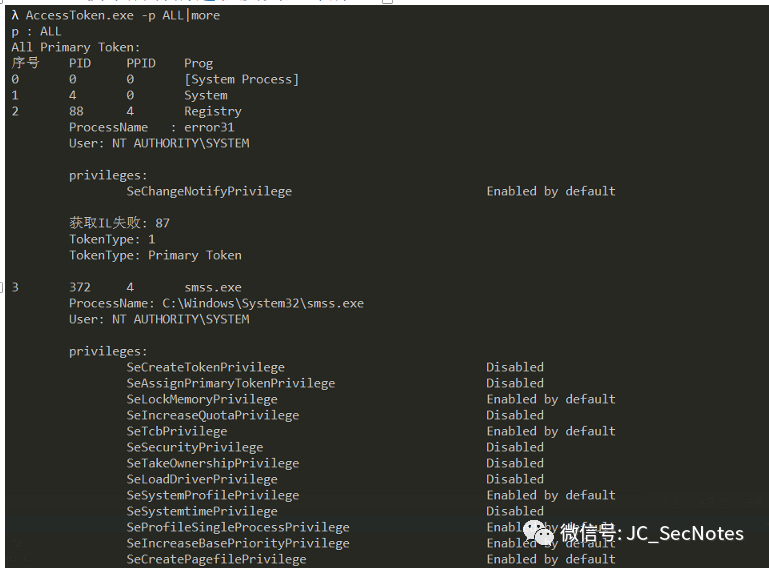 λ AccessToken.exe -p ALL|more
p : ALL
All Primary Token:
序号 PID PPID Prog
0 0 0 [System Process]
1 4 0 System
2 88 4 Registry
ProcessName : error31
User: NT AUTHORITY\SYSTEM
privileges:
SeChangeNotifyPrivilege Enabled by default
获取IL失败: 87
TokenType: 1
TokenType: Primary Token
3 372 4 smss.exe
ProcessName: C:\Windows\System32\smss.exe
User: NT AUTHORITY\SYSTEM
privileges:
SeCreateTokenPrivilege Disabled
SeAssignPrimaryTokenPrivilege Disabled
SeLockMemoryPrivilege Enabled by default
SeIncreaseQuotaPrivilege Disabled
SeTcbPrivilege Enabled by default
SeSecurityPrivilege Disabled
SeTakeOwnershipPrivilege Disabled
SeLoadDriverPrivilege Disabled
SeSystemProfilePrivilege Enabled by default
SeSystemtimePrivilege Disabled
SeProfileSingleProcessPrivilege Enabled by default
微信号: JC_SecNotes
SeIncreaseBasePriorityPrivilege Enabled by default
SeCreatePagefilePrivilege Enabled by default